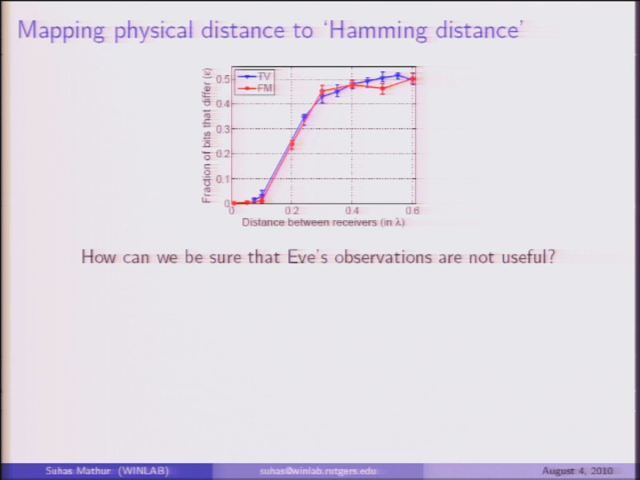 Mapping physical distance to ‘Hamming distance’
Fraction of bits that differ (ε)
0.5
0.4
0.3
0.2
0.1
0
TV
FM
0 0.2 0.4 0.6
Distance between receivers (in λ)
How can we be sure that Eve's observations are not useful?
Suhas Mathur (WINLAB) suhas@winlab.rutgers.edu August 4, 2010